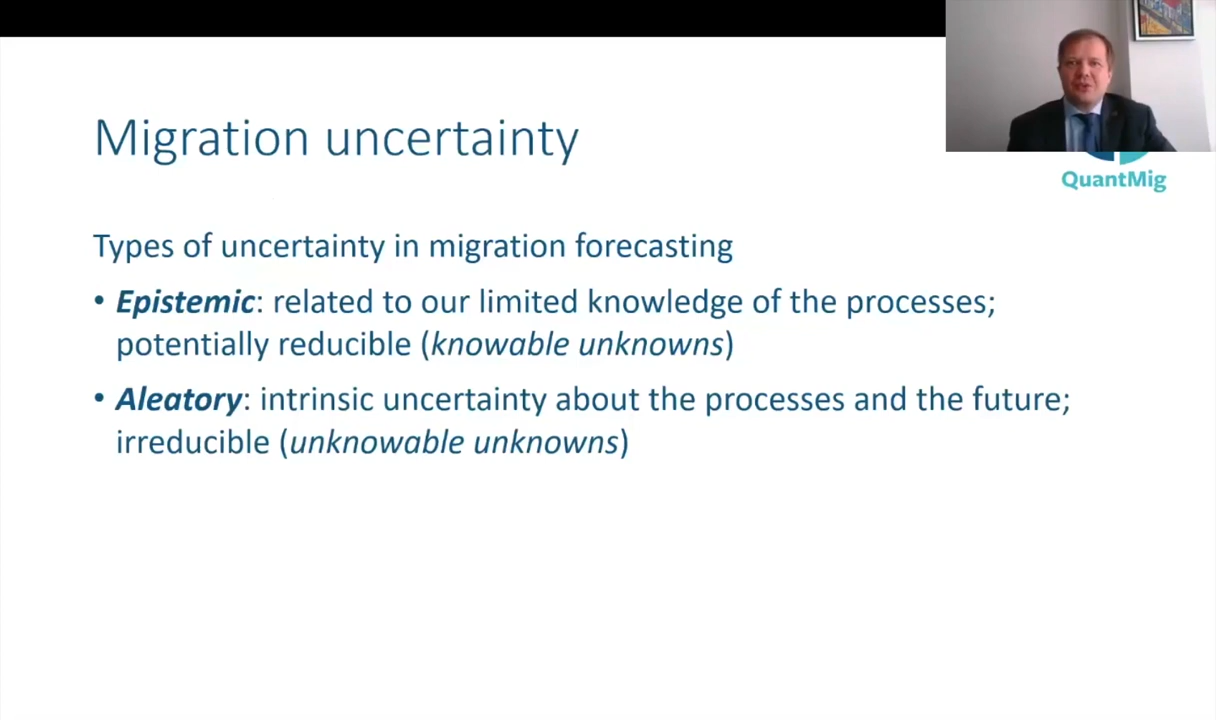 Migration uncertainty
QuantMig
Types of uncertainty in migration forecasting
• Epistemic: related to our limited knowledge of the processes;
potentially reducible (knowable unknowns)
• Aleatory: intrinsic uncertainty about the processes and the future;
irreducible (unknowable unknowns)